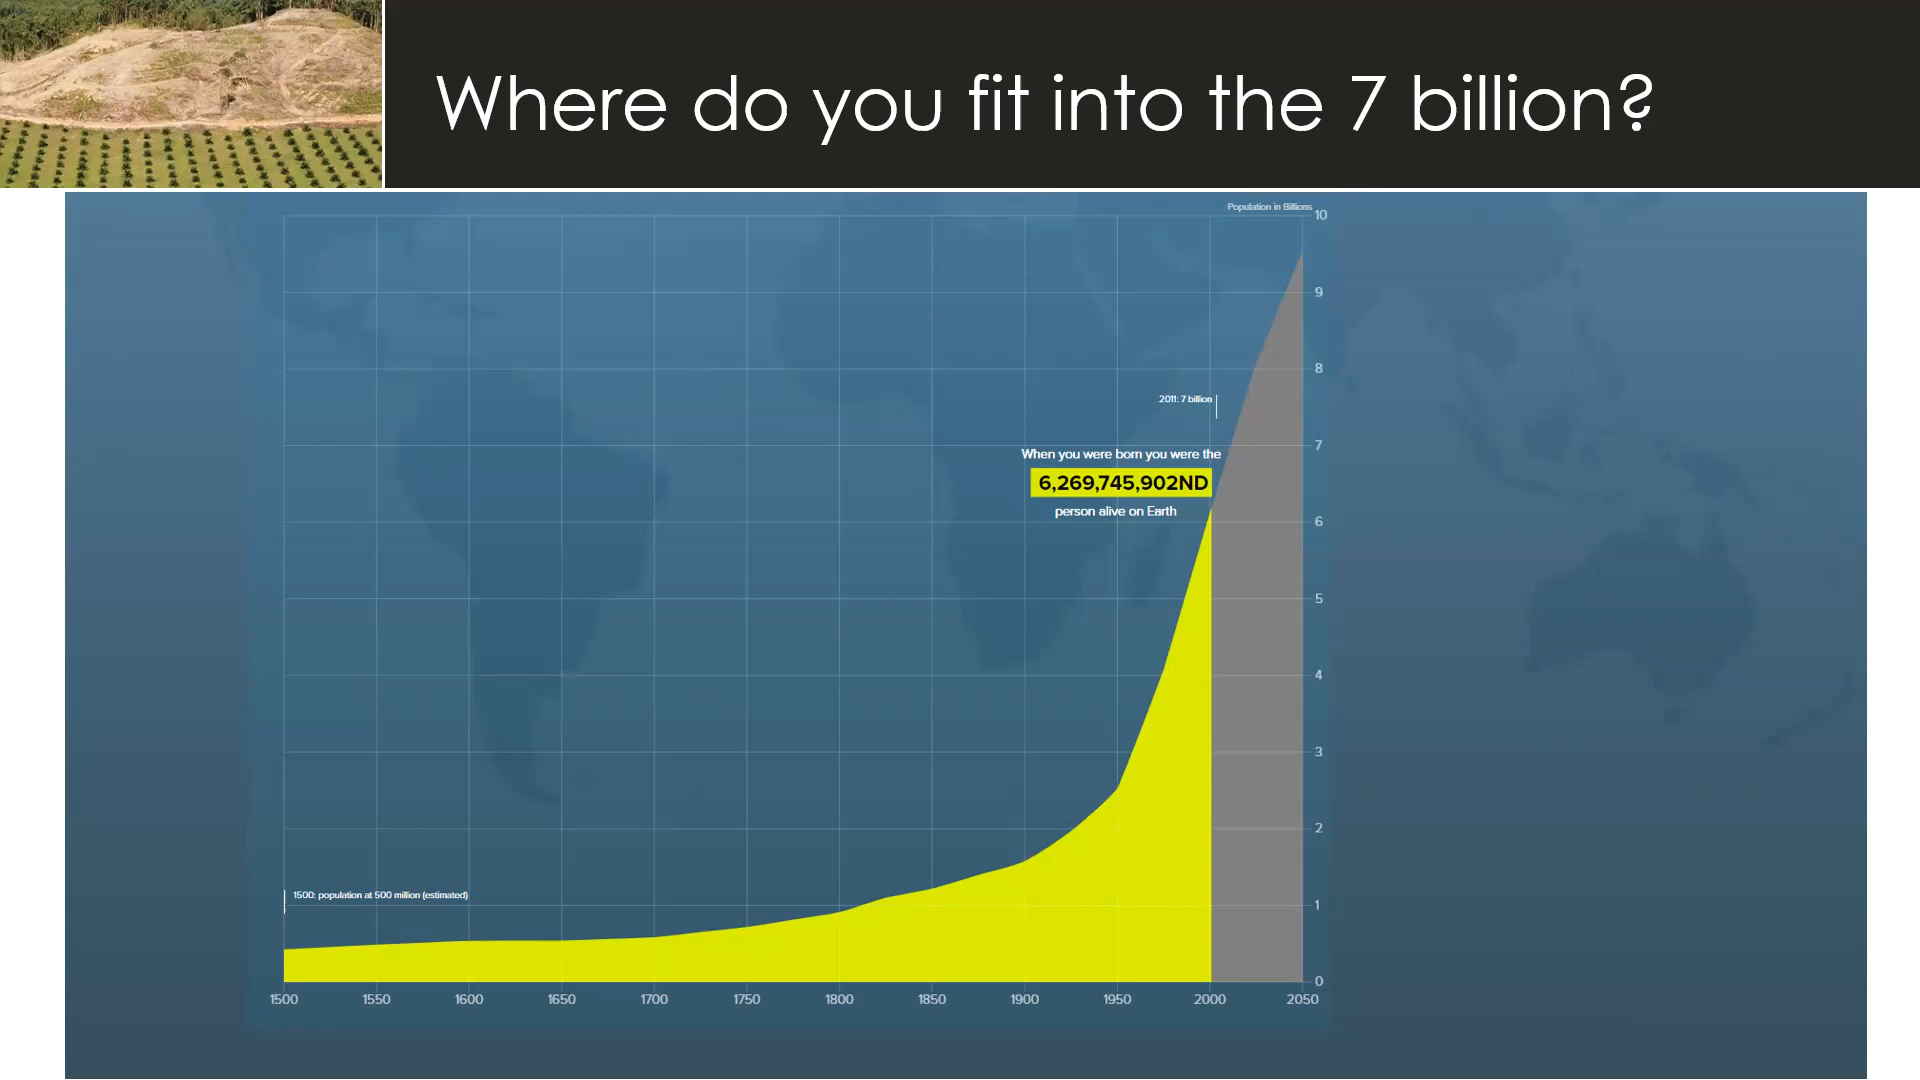 Where do you fit into the 7 billion?
Population in Billions
10
9
8
2011: 7 billion
7
When you were born you were the
6,269,745,902ND
person alive on Earth
6
5
4
3
2
1500: population at 500 million (estimated)
1
0
1500 1550 1600 1650 1700 1750 1800 1850 1900 1950 2000 2050